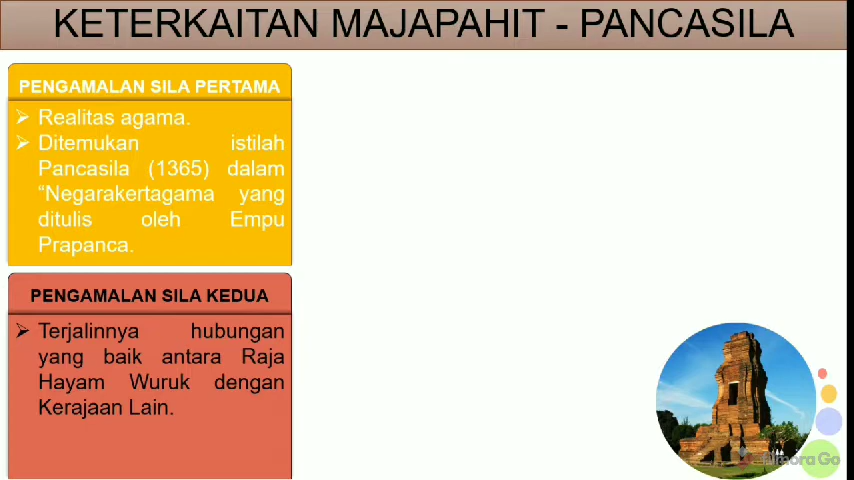 KETERKAITAN MAJAPAHIT - PANCASILA
PENGAMALAN SILA PERTAMA
➢ Realitas agama.
➢ Ditemukan istilah
Pancasila (1365) dalam
“Negarakertagama yang
ditulis oleh Empu
Prapanca.
PENGAMALAN SILA KEDUA
➢ Terjalinnya hubungan
yang baik antara Raja
Hayam Wuruk dengan
Kerajaan Lain.